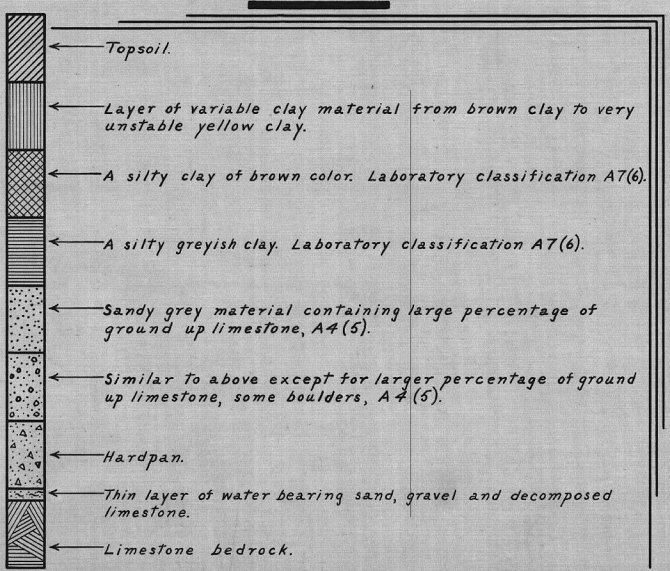 Topsoil.
Layer of variable clay material from brown clay to very
unstable yellow clay.
A silty clay of brown color. Laboratory classification A7(6).
A silty greyish clay. Laboratory classification A7(6).
Sandy grey material containing large percentage of
ground up limestone, A4(5).
Similar to above except for larger percentage of ground
up limestone, some boulders, A4(5).
Hardpan.
Thin layer of water bearing sand, gravel and decomposed
limestone.
Limestone bedrock.